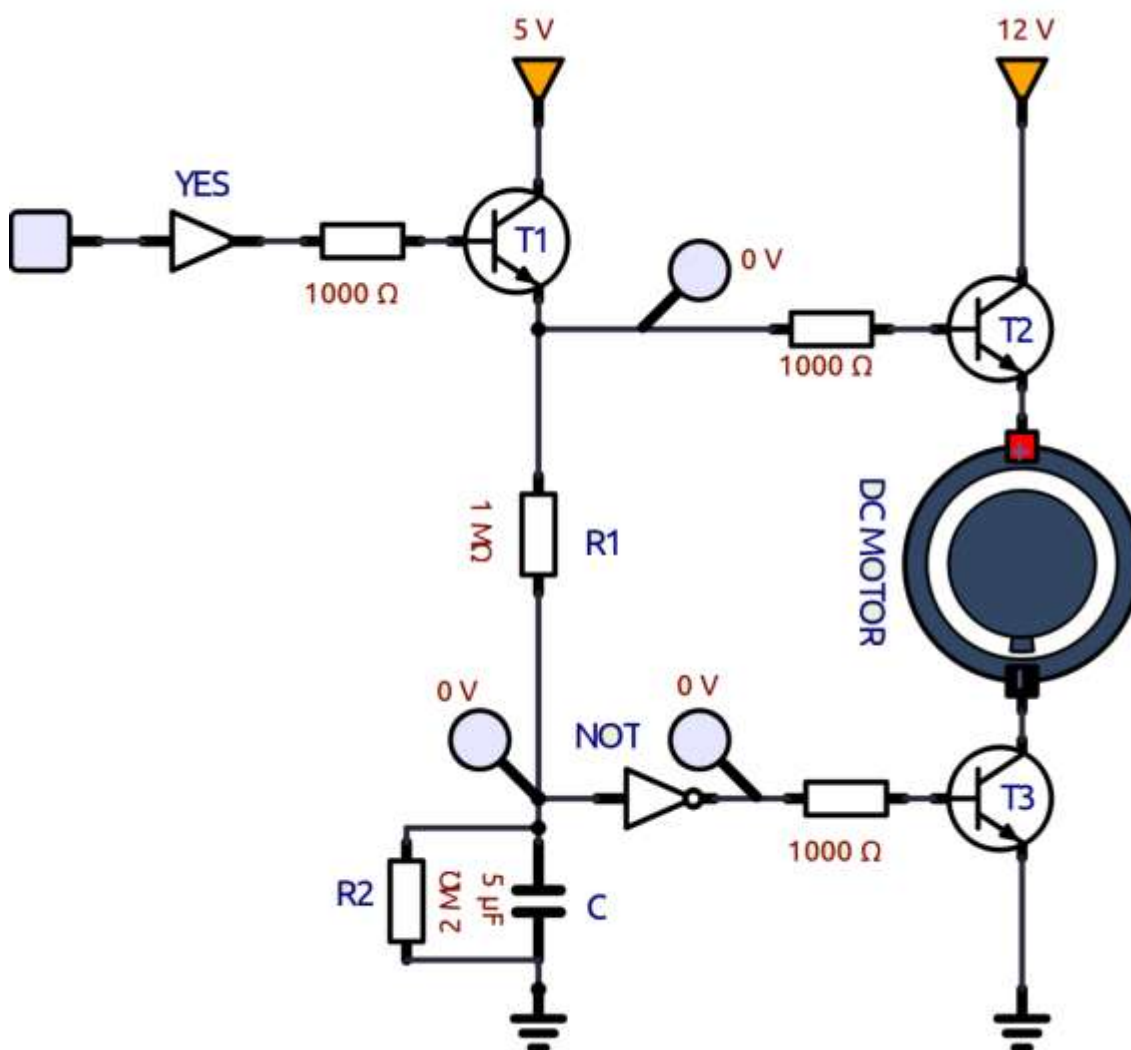 5 V
12 V
YES
T1
1000 Ω
0 V
T2
1000 Ω
1 MΩ
R1
DC MOTOR
0 V
0 V
NOT
T3
1000 Ω
R2
2 MΩ
5 µF
C